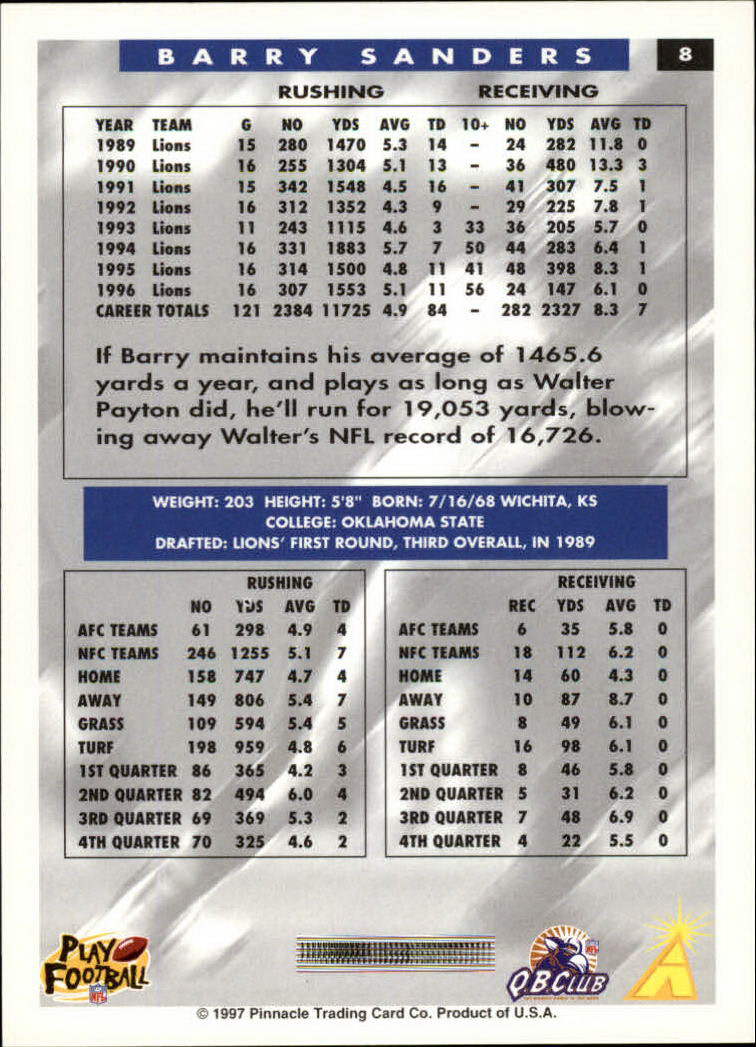 BARRY SANDERS 8
RUSHING RECEIVING
YEAR TEAM G NO YDS AVG TD 10+ NO YDS AVG TD
1989 Lions 15 280 1470 5.3 14 - 24 282 11.8 0
1990 Lions 16 255 1304 5.1 13 - 36 480 13.3 3
1991 Lions 15 342 1548 4.5 16 - 41 307 7.5 1
1992 Lions 16 312 1352 4.3 9 - 29 225 7.8 1
1993 Lions 11 243 1115 4.6 3 33 36 205 5.7 0
1994 Lions 16 331 1883 5.7 7 50 44 283 6.4 1
1995 Lions 16 314 1500 4.8 11 41 48 398 8.3 1
1996 Lions 16 307 1553 5.1 11 56 24 147 6.1 0
CAREER TOTALS 121 2384 11725 4.9 84 - 282 2327 8.3 7
If Barry maintains his average of 1465.6
yards a year, and plays as long as Walter
Payton did, he'll run for 19,053 yards, blow-
ing away Walter's NFL record of 16,726.
WEIGHT: 203 HEIGHT: 5'8" BORN: 7/16/68 WICHITA, KS
COLLEGE: OKLAHOMA STATE
DRAFTED: LIONS' FIRST ROUND, THIRD OVERALL, IN 1989
RUSHING
NO YDS AVG TD
AFC TEAMS 61 298 4.9 4
NFC TEAMS 246 1255 5.1 7
HOME 158 747 4.7 4
AWAY 149 806 5.4 7
GRASS 109 594 5.4 5
TURF 198 959 4.8 6
1ST QUARTER 86 365 4.2 3
2ND QUARTER 82 494 6.0 4
3RD QUARTER 69 369 5.3 2
4TH QUARTER 70 325 4.6 2
RECEIVING
REC YDS AVG TD
AFC TEAMS 6 35 5.8 0
NFC TEAMS 18 112 6.2 0
HOME 14 60 4.3 0
AWAY 10 87 8.7 0
GRASS 8 49 6.1 0
TURF 16 98 6.1 0
1ST QUARTER 8 46 5.8 0
2ND QUARTER 5 31 6.2 0
3RD QUARTER 7 48 6.9 0
4TH QUARTER 4 22 5.5 0
PLAY
FOOTBALL
NFL
Q.B.CLUB
© 1997 Pinnacle Trading Card Co. Product of U.S.A.